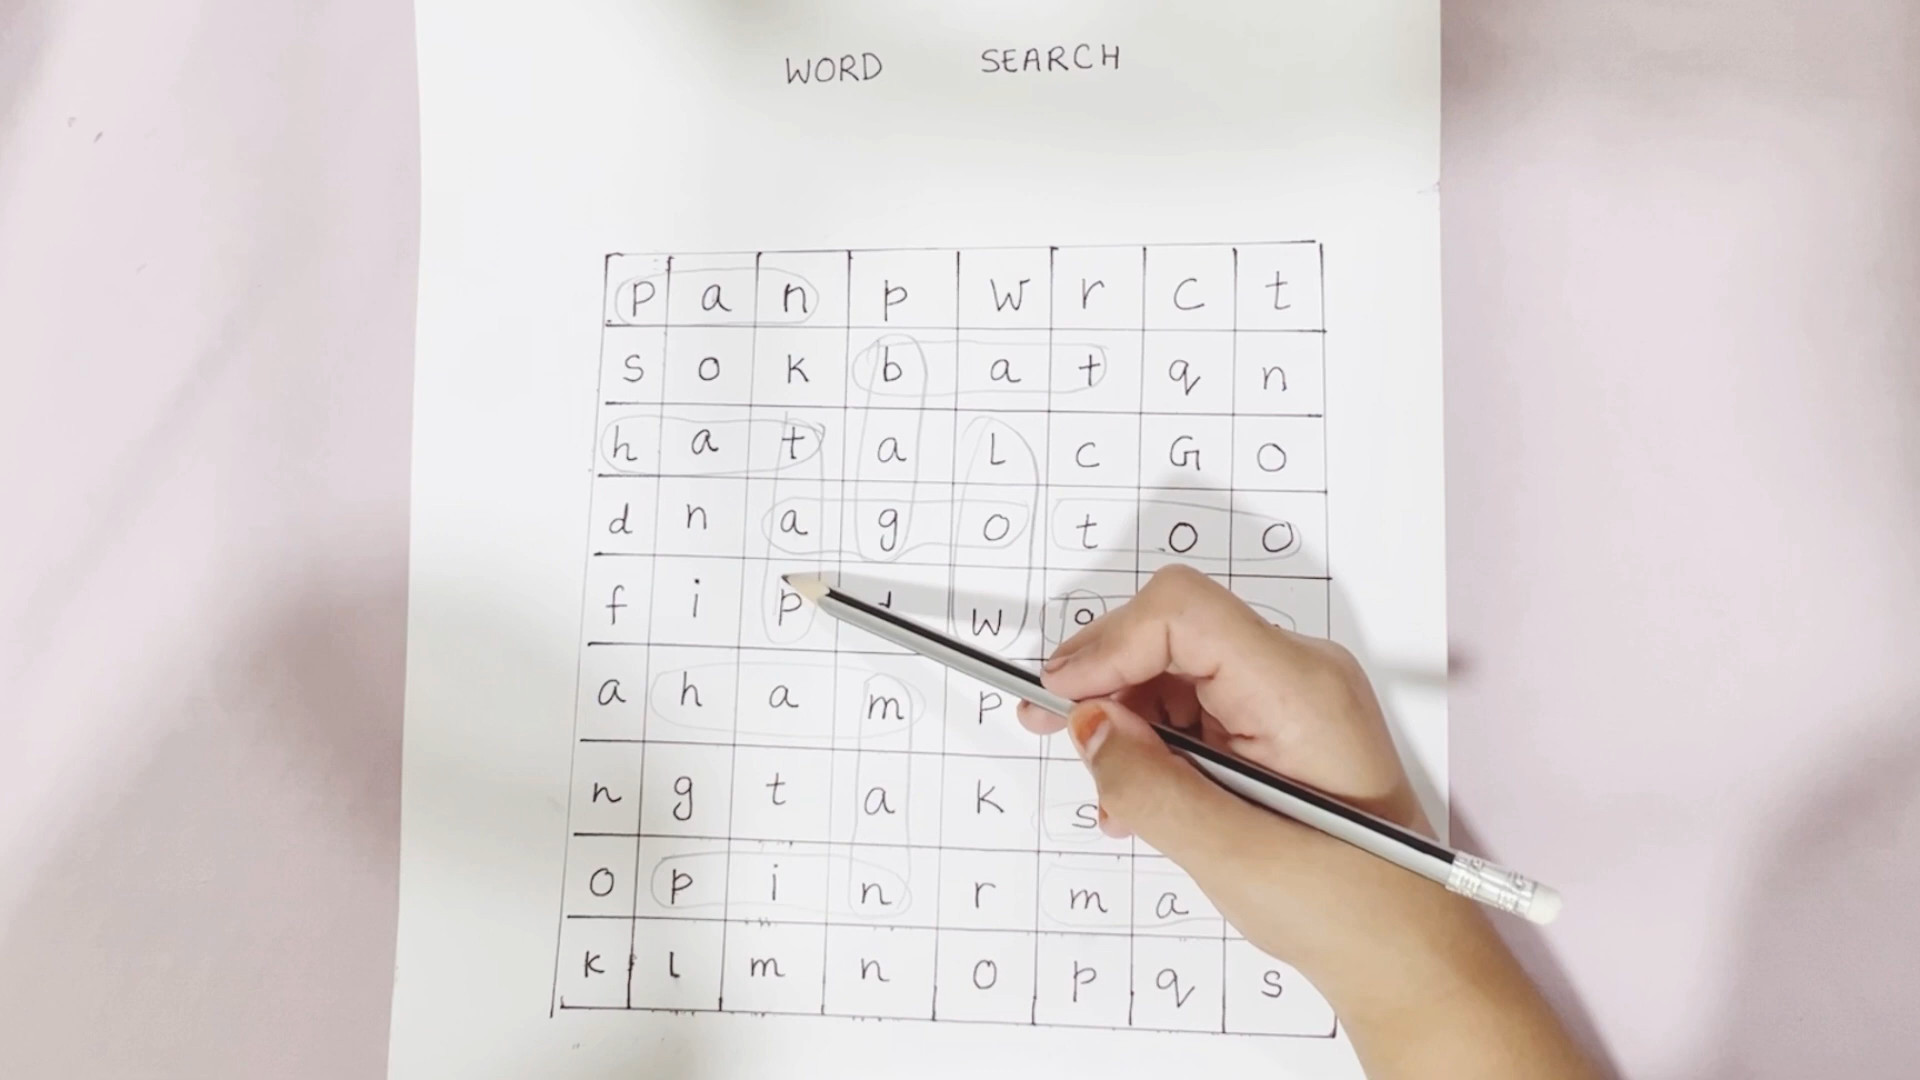 WORD SEARCH
p a n p w r c t
s o k b a t q n
h a t a L c G O
d n a g o t o o
f i p w
a h a m p
n g t a k s
o p i n r m a
k l m n o p q s